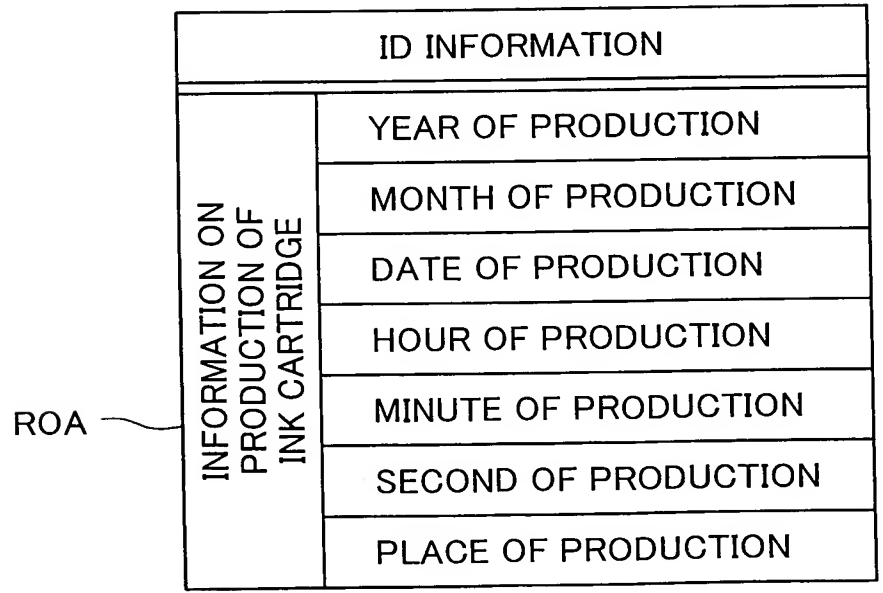 ID INFORMATION
INFORMATION ON
PRODUCTION OF
INK CARTRIDGE
YEAR OF PRODUCTION
MONTH OF PRODUCTION
DATE OF PRODUCTION
HOUR OF PRODUCTION
MINUTE OF PRODUCTION
SECOND OF PRODUCTION
PLACE OF PRODUCTION
ROA